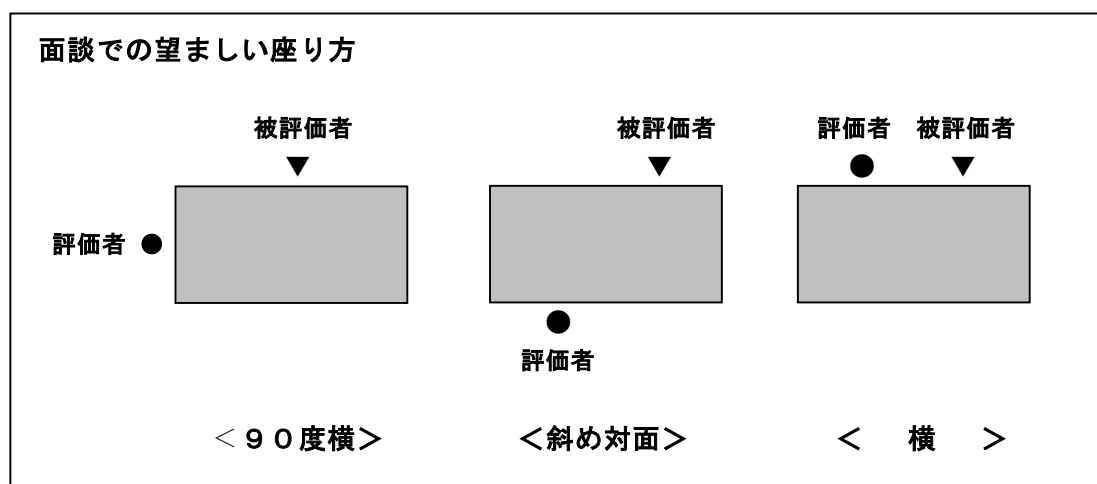 面談での望ましい座り方
被評価者
評価者
被評価者
評価者
評価者 被評価者
＜９０度横＞
＜斜め対面＞
＜ 横 ＞